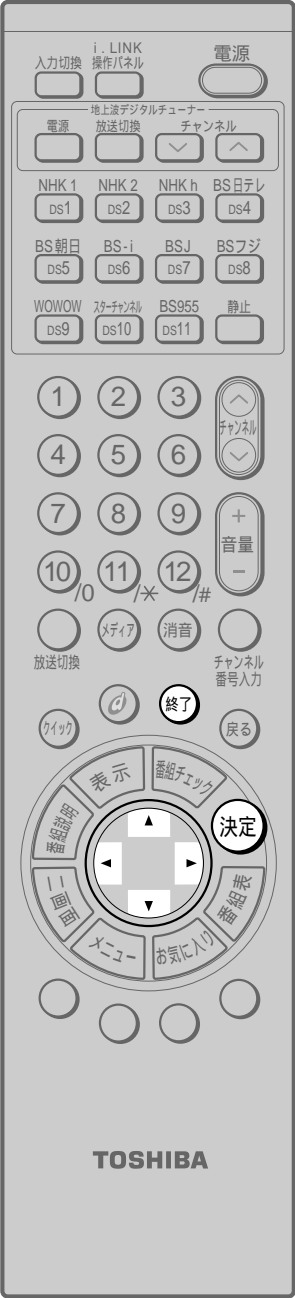 i.LINK
入力切換 操作パネル 電源
地上波デジタルチューナー
電源 放送切換 チャンネル
NHK 1 NHK 2 NHK h BS日テレ
DS1 DS2 DS3 DS4
BS朝日 BS-i BSJ BSフジ
DS5 DS6 DS7 DS8
WOWOW スターチャンネル BS955 静止
DS9 DS10 DS11
1 2 3
チャンネル
4 5 6
7 8 9
+
音量
−
10/0 11/＊ 12/#
メディア 消音
放送切換 チャンネル
番号入力
終了
クイック 戻る
表示 番組チェック
番組説明 決定
二画面 番組表
メニュー お気に入り
TOSHIBA